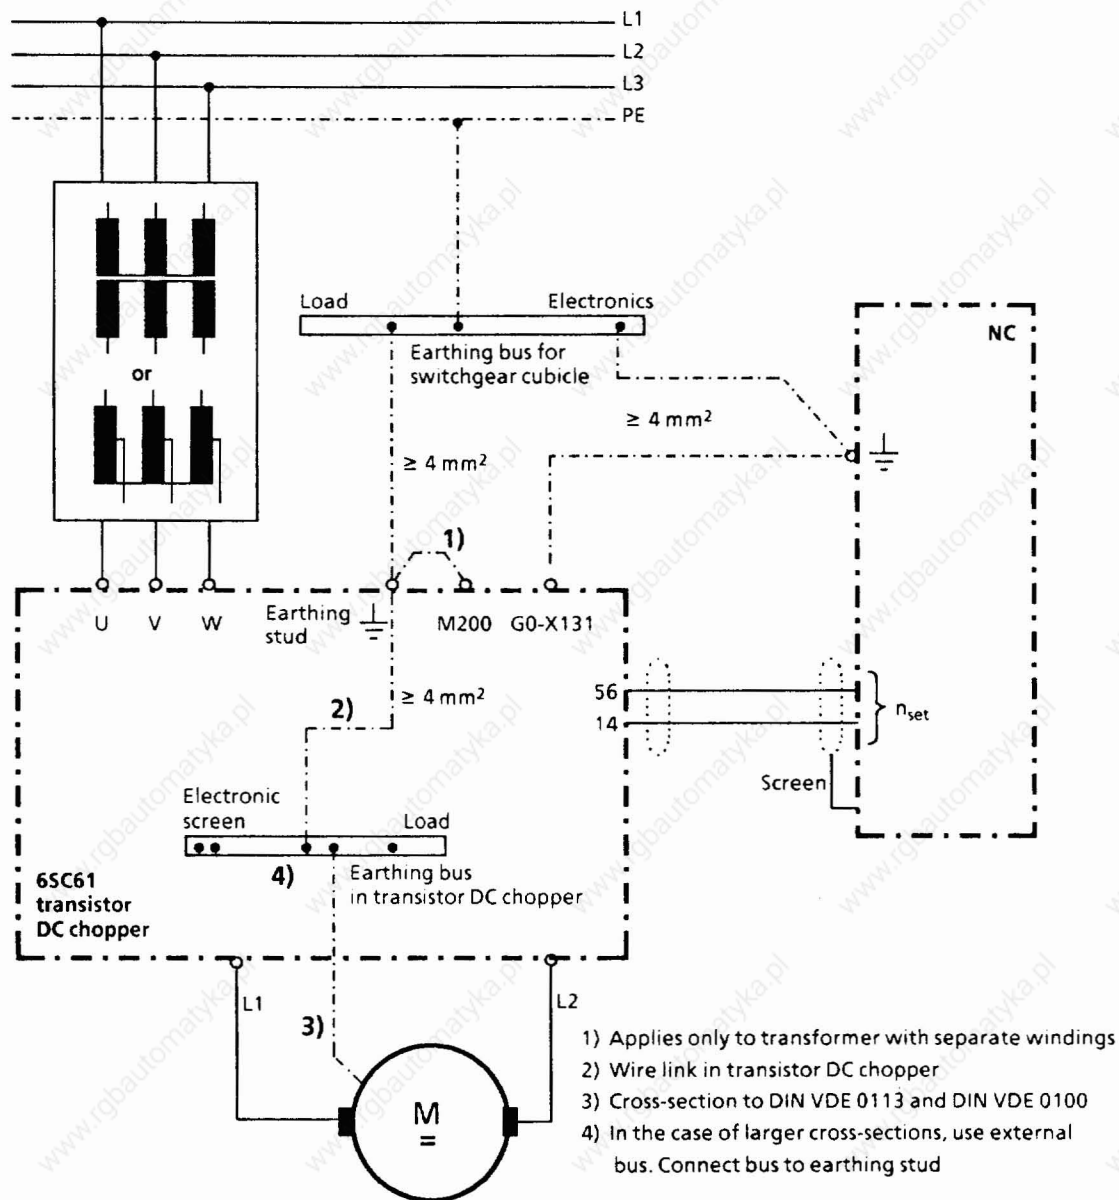 L1
L2
L3
PE
Load
Electronics
Earthing bus for
switchgear cubicle
NC
or
≥ 4 mm²
≥ 4 mm²
1)
U
V
W
Earthing
stud
M200
G0-X131
2)
≥ 4 mm²
56
14
n_set
Screen
Electronic
screen
Load
4)
Earthing bus
in transistor DC chopper
6SC61
transistor
DC chopper
L1
L2
3)
M
=
1) Applies only to transformer with separate windings
2) Wire link in transistor DC chopper
3) Cross-section to DIN VDE 0113 and DIN VDE 0100
4) In the case of larger cross-sections, use external
bus. Connect bus to earthing stud
www.rgbautomatyka.pl